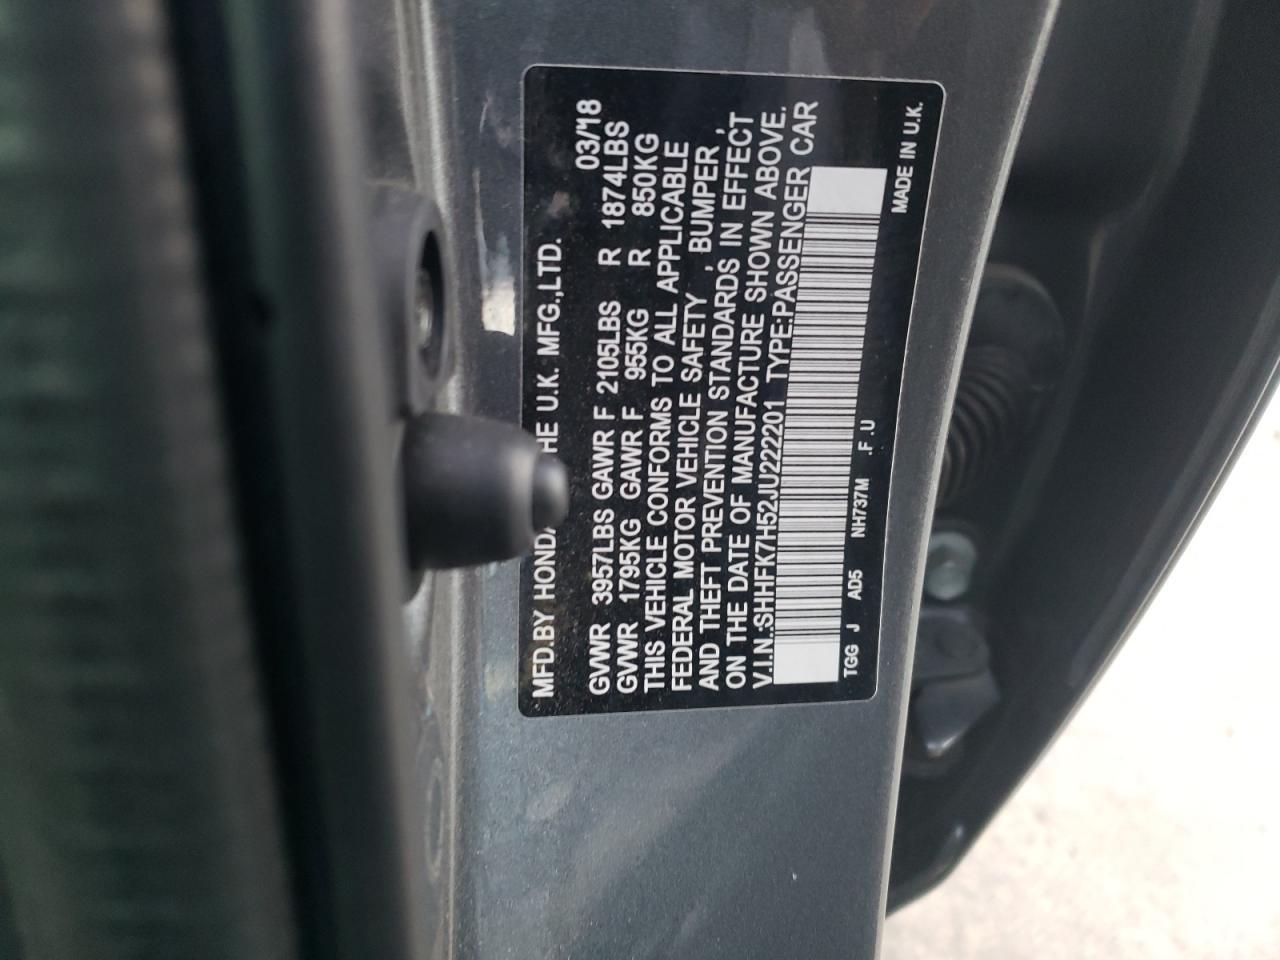 MFD.BY HONDA HE U.K. MFG.,LTD. 03/'18
GVWR 3957LBS GAWR F 2105LBS R 1874LBS
GVWR 1795KG GAWR F 955KG R 850KG
THIS VEHICLE CONFORMS TO ALL APPLICABLE
FEDERAL MOTOR VEHICLE SAFETY , BUMPER ,
AND THEFT PREVENTION STANDARDS IN EFFECT
ON THE DATE OF MANUFACTURE SHOWN ABOVE.
V.I.N.:SHHFK7H52JU222201 TYPE:PASSENGER CAR
TGG J AD5 NH737M .F.U MADE IN U.K.